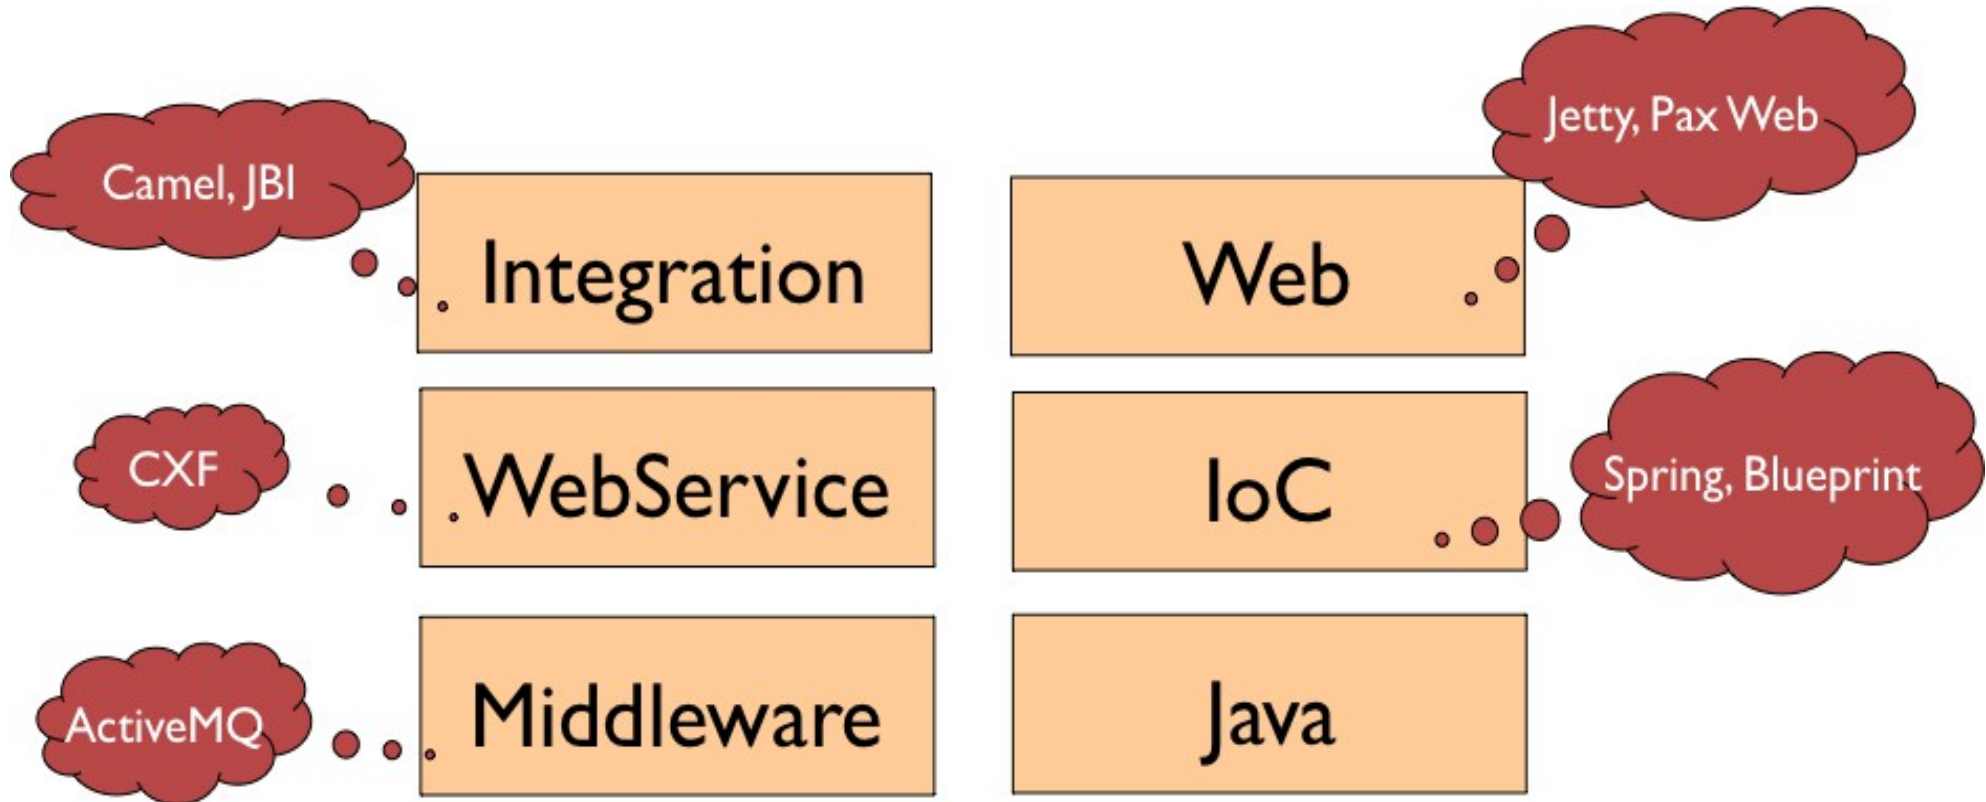 Jetty, Pax Web
Camel, JBI
Integration
Web
CXF
WebService
IoC
Spring, Blueprint
ActiveMQ
Middleware
Java